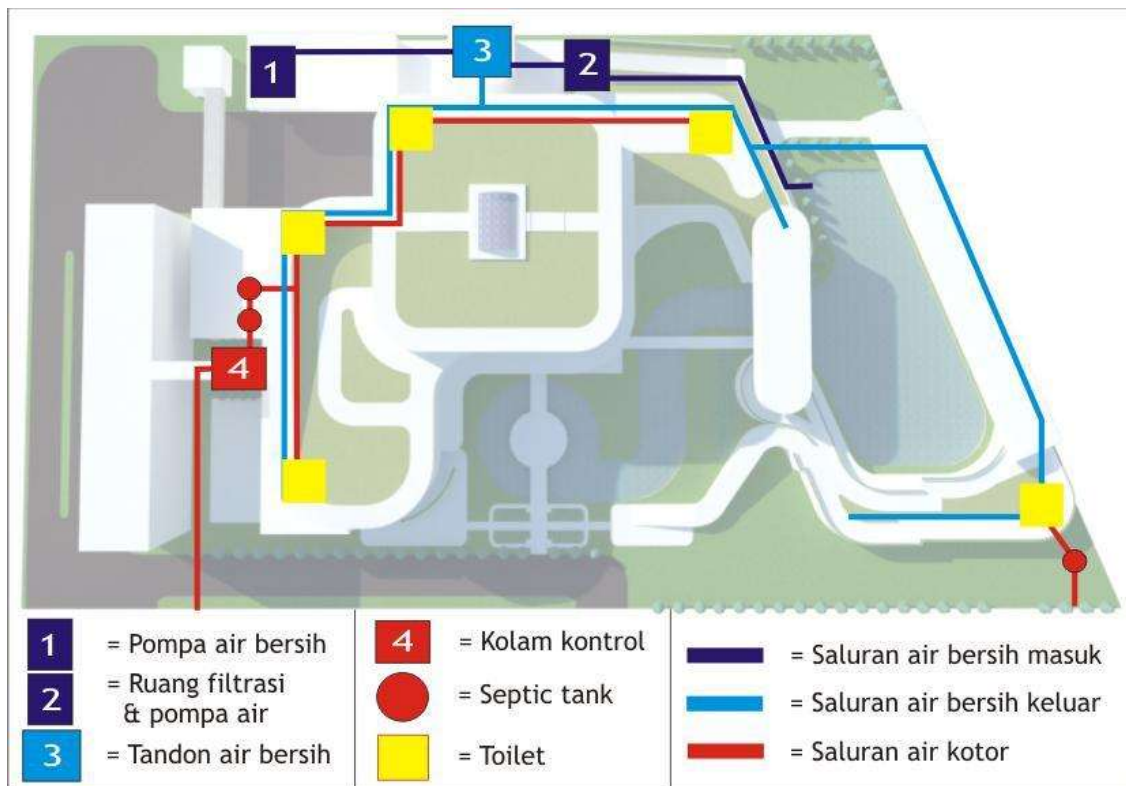 3
2
1
4
1 = Pompa air bersih
2 = Ruang filtrasi
& pompa air
3 = Tandon air bersih
4 = Kolam kontrol
= Septic tank
= Toilet
= Saluran air bersih masuk
= Saluran air bersih keluar
= Saluran air kotor